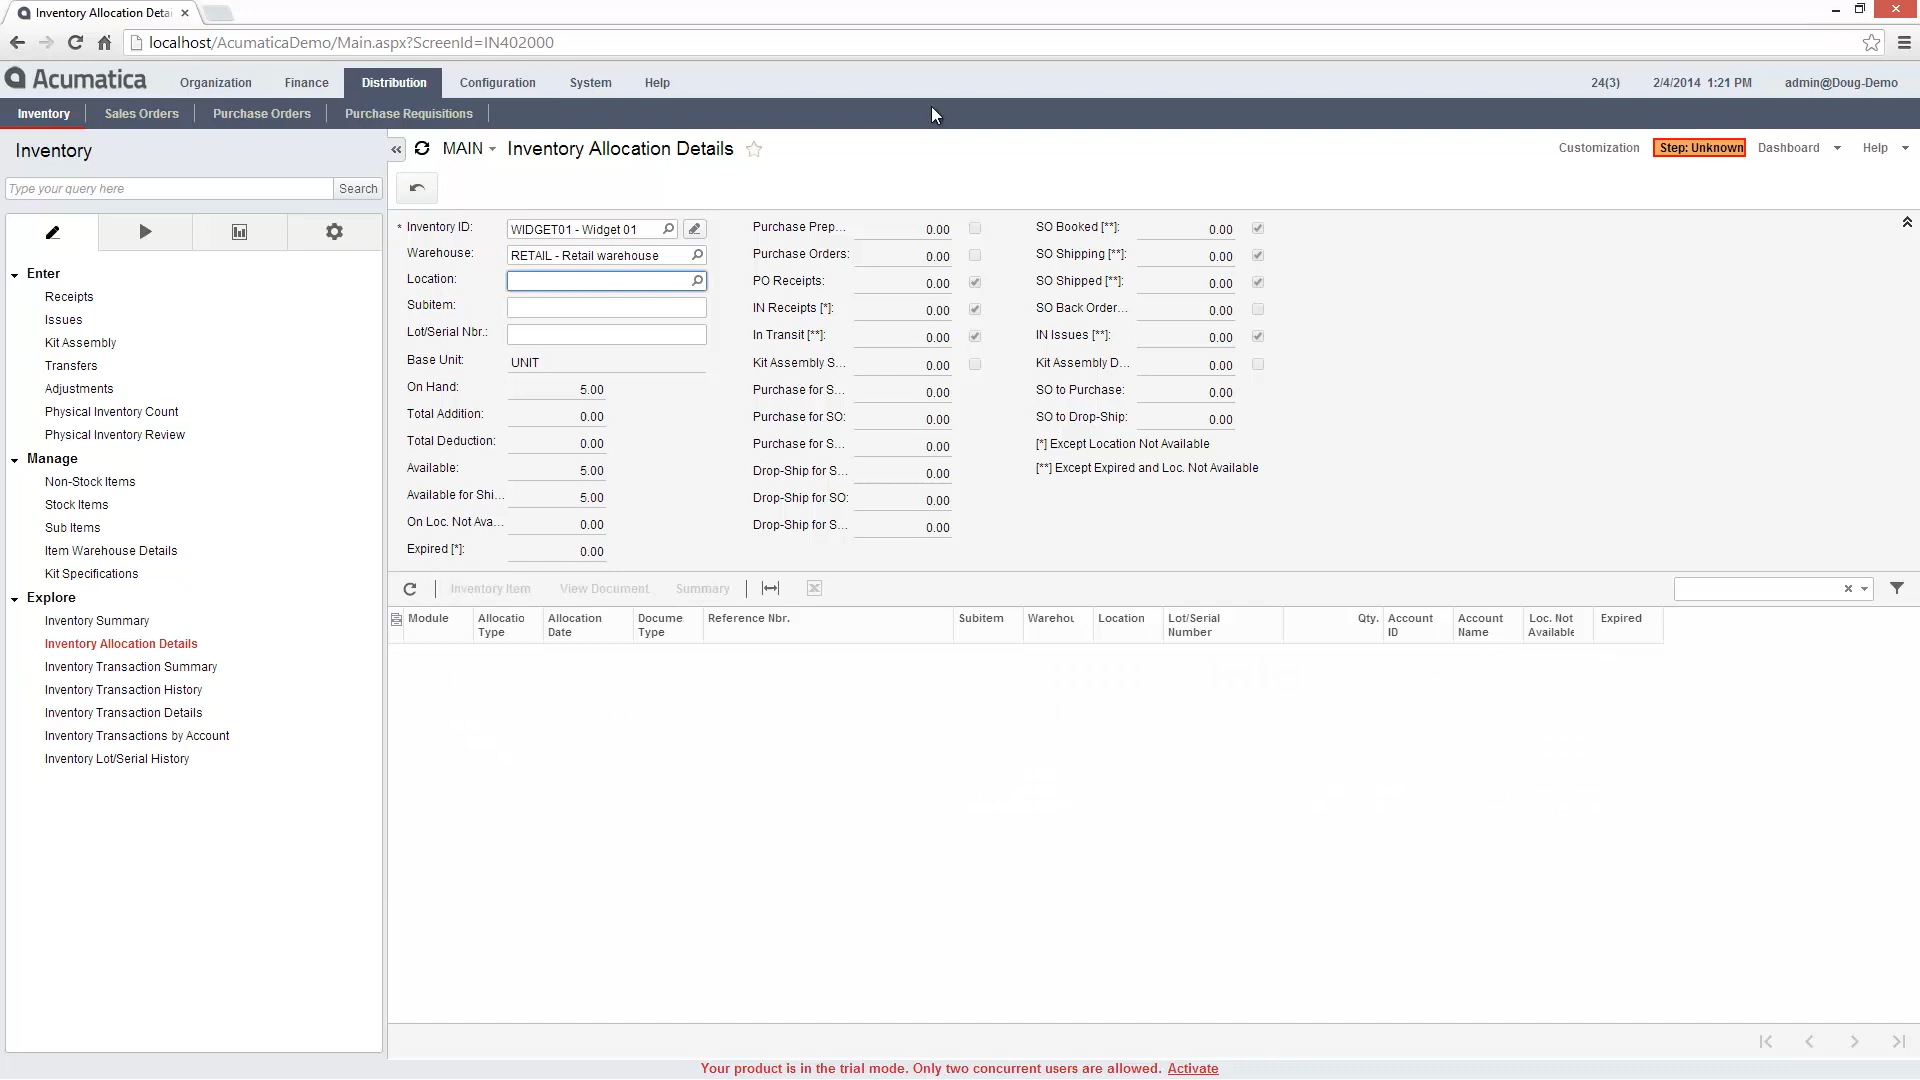 Inventory Allocation Detai
localhost/AcumaticaDemo/Main.aspx?ScreenId=IN402000
Acumatica
Organization Finance Distribution Configuration System Help
24(3) 2/4/2014 1:21 PM admin@Doug-Demo
Inventory Sales Orders Purchase Orders Purchase Requisitions
Inventory
MAIN Inventory Allocation Details
Customization Step: Unknown Dashboard Help
Type your query here Search
Enter
Receipts
Issues
Kit Assembly
Transfers
Adjustments
Physical Inventory Count
Physical Inventory Review
Manage
Non-Stock Items
Stock Items
Sub Items
Item Warehouse Details
Kit Specifications
Explore
Inventory Summary
Inventory Allocation Details
Inventory Transaction Summary
Inventory Transaction History
Inventory Transaction Details
Inventory Transactions by Account
Inventory Lot/Serial History
* Inventory ID: WIDGET01 - Widget 01
Warehouse: RETAIL - Retail warehouse
Location:
Subitem:
Lot/Serial Nbr.:
Base Unit: UNIT
On Hand: 5.00
Total Addition: 0.00
Total Deduction: 0.00
Available: 5.00
Available for Shi... 5.00
On Loc. Not Ava... 0.00
Expired [*]: 0.00
Purchase Prep... 0.00
Purchase Orders: 0.00
PO Receipts: 0.00
IN Receipts [*]: 0.00
In Transit [**]: 0.00
Kit Assembly S... 0.00
Purchase for S... 0.00
Purchase for SO: 0.00
Purchase for S... 0.00
Drop-Ship for S... 0.00
Drop-Ship for SO: 0.00
Drop-Ship for S... 0.00
SO Booked [**]: 0.00
SO Shipping [**]: 0.00
SO Shipped [**]: 0.00
SO Back Order... 0.00
IN Issues [**]: 0.00
Kit Assembly D... 0.00
SO to Purchase: 0.00
SO to Drop-Ship: 0.00
[*] Except Location Not Available
[**] Except Expired and Loc. Not Available
Inventory Item View Document Summary
Module Allocatio Type Allocation Date Docume Type Reference Nbr. Subitem Warehou Location Lot/Serial Number Qty. Account ID Account Name Loc. Not Available Expired
Your product is in the trial mode. Only two concurrent users are allowed. Activate